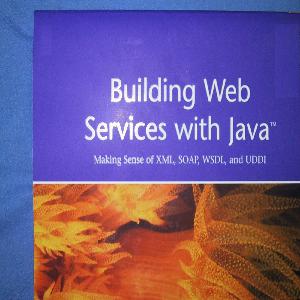 Building Web
Services with Java™
Making Sense of XML, SOAP, WSDL, and UDDI